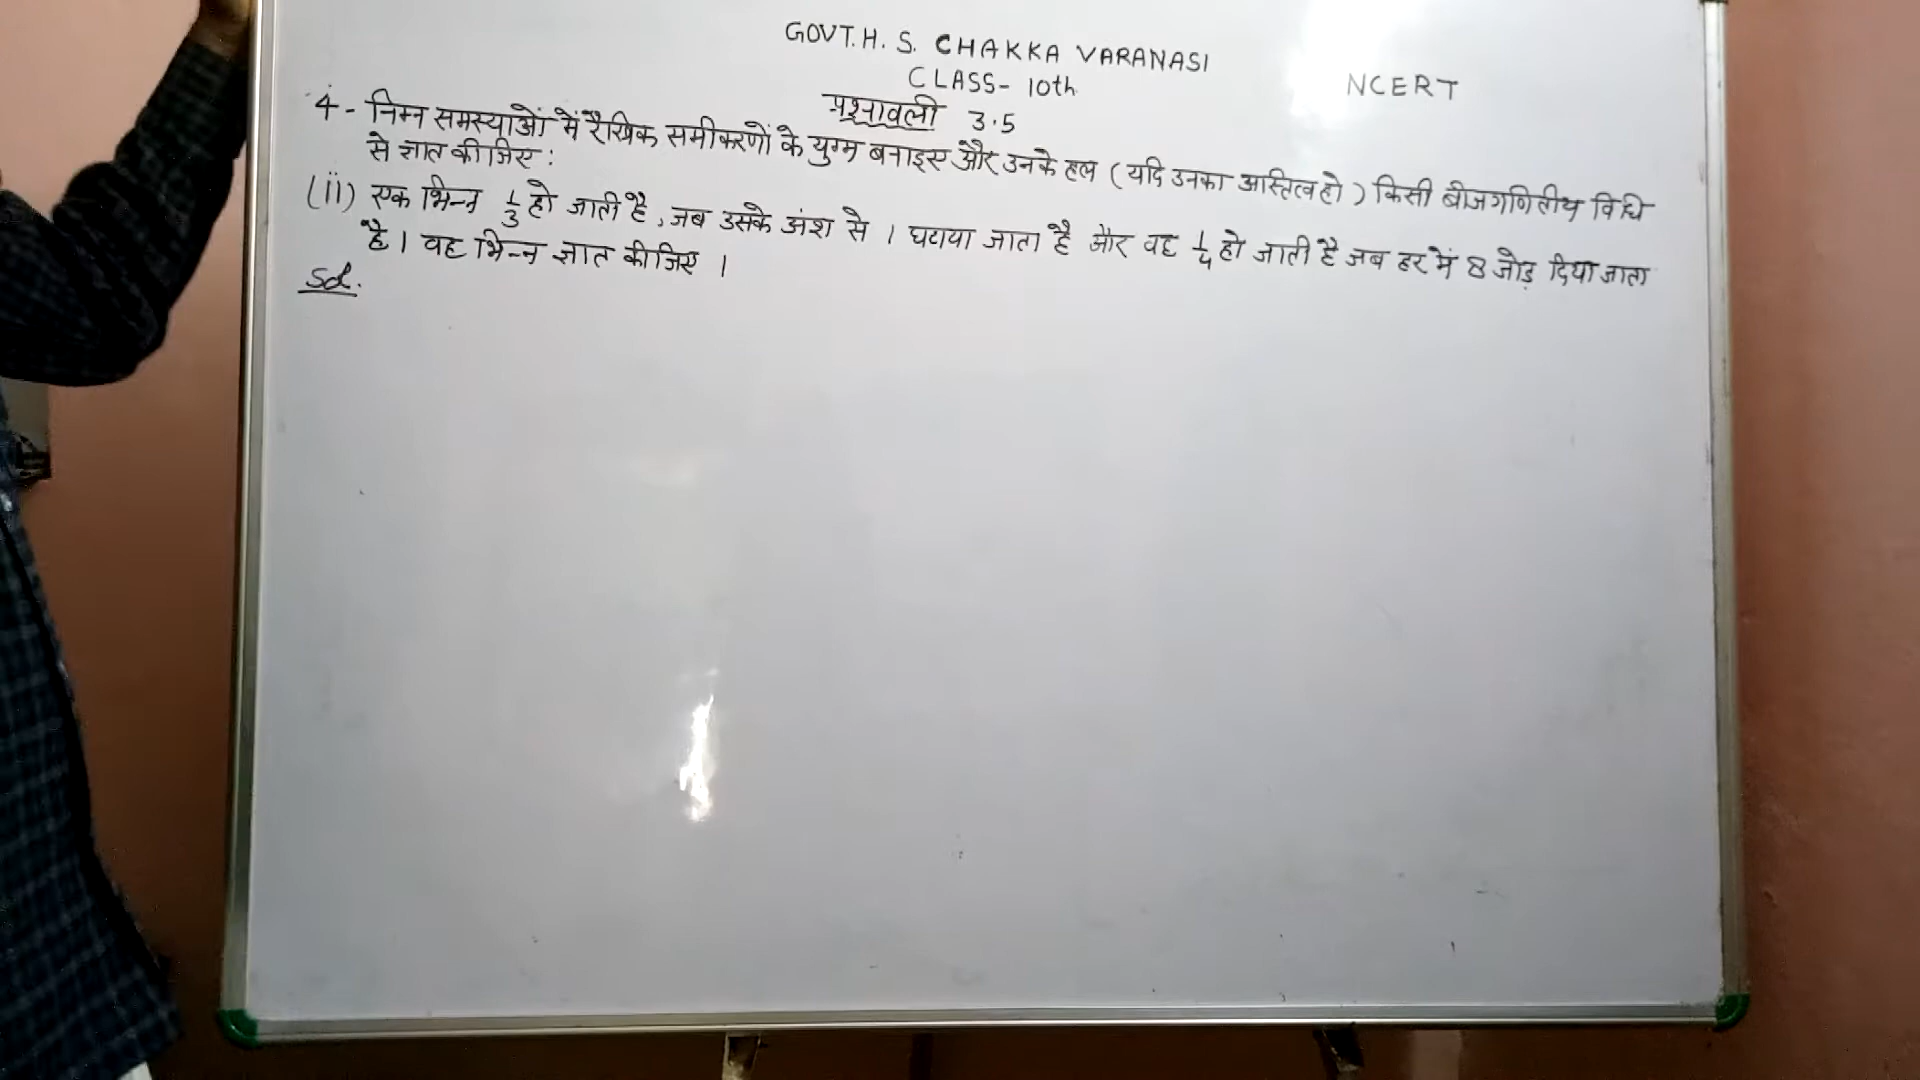 GOVT. H. S. CHAKKA VARANASI
CLASS- 10th
NCERT
प्रश्नावली 3.5
4- निम्न समस्याओं में रैखिक समीकरणों के युग्म बनाइए और उनके हल (यदि उनका अस्तित्व हो) किसी बीजगणितीय विधि
से ज्ञात कीजिए:
(ii) एक भिन्न 1/3 हो जाती है, जब उसके अंश से 1 घटाया जाता है और वह 1/4 हो जाती है जब हर में 8 जोड़ दिया जाता
है। वह भिन्न ज्ञात कीजिए।
Sol.